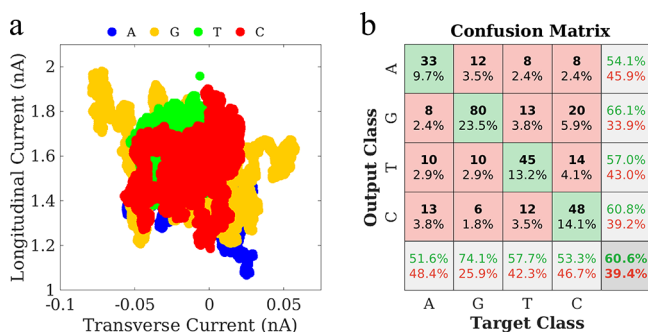 a
A G T C
Longitudinal Current (nA)
2
1.8
1.6
1.4
1.2
1
-0.1 -0.05 0 0.05
Transverse Current (nA)
b
Confusion Matrix
Output Class
A
33 12 8 8 54.1%
9.7% 3.5% 2.4% 2.4% 45.9%
G
8 80 13 20 66.1%
2.4% 23.5% 3.8% 5.9% 33.9%
T
10 10 45 14 57.0%
2.9% 2.9% 13.2% 4.1% 43.0%
C
13 6 12 48 60.8%
3.8% 1.8% 3.5% 14.1% 39.2%
51.6% 74.1% 57.7% 53.3% 60.6%
48.4% 25.9% 42.3% 46.7% 39.4%
A G T C
Target Class